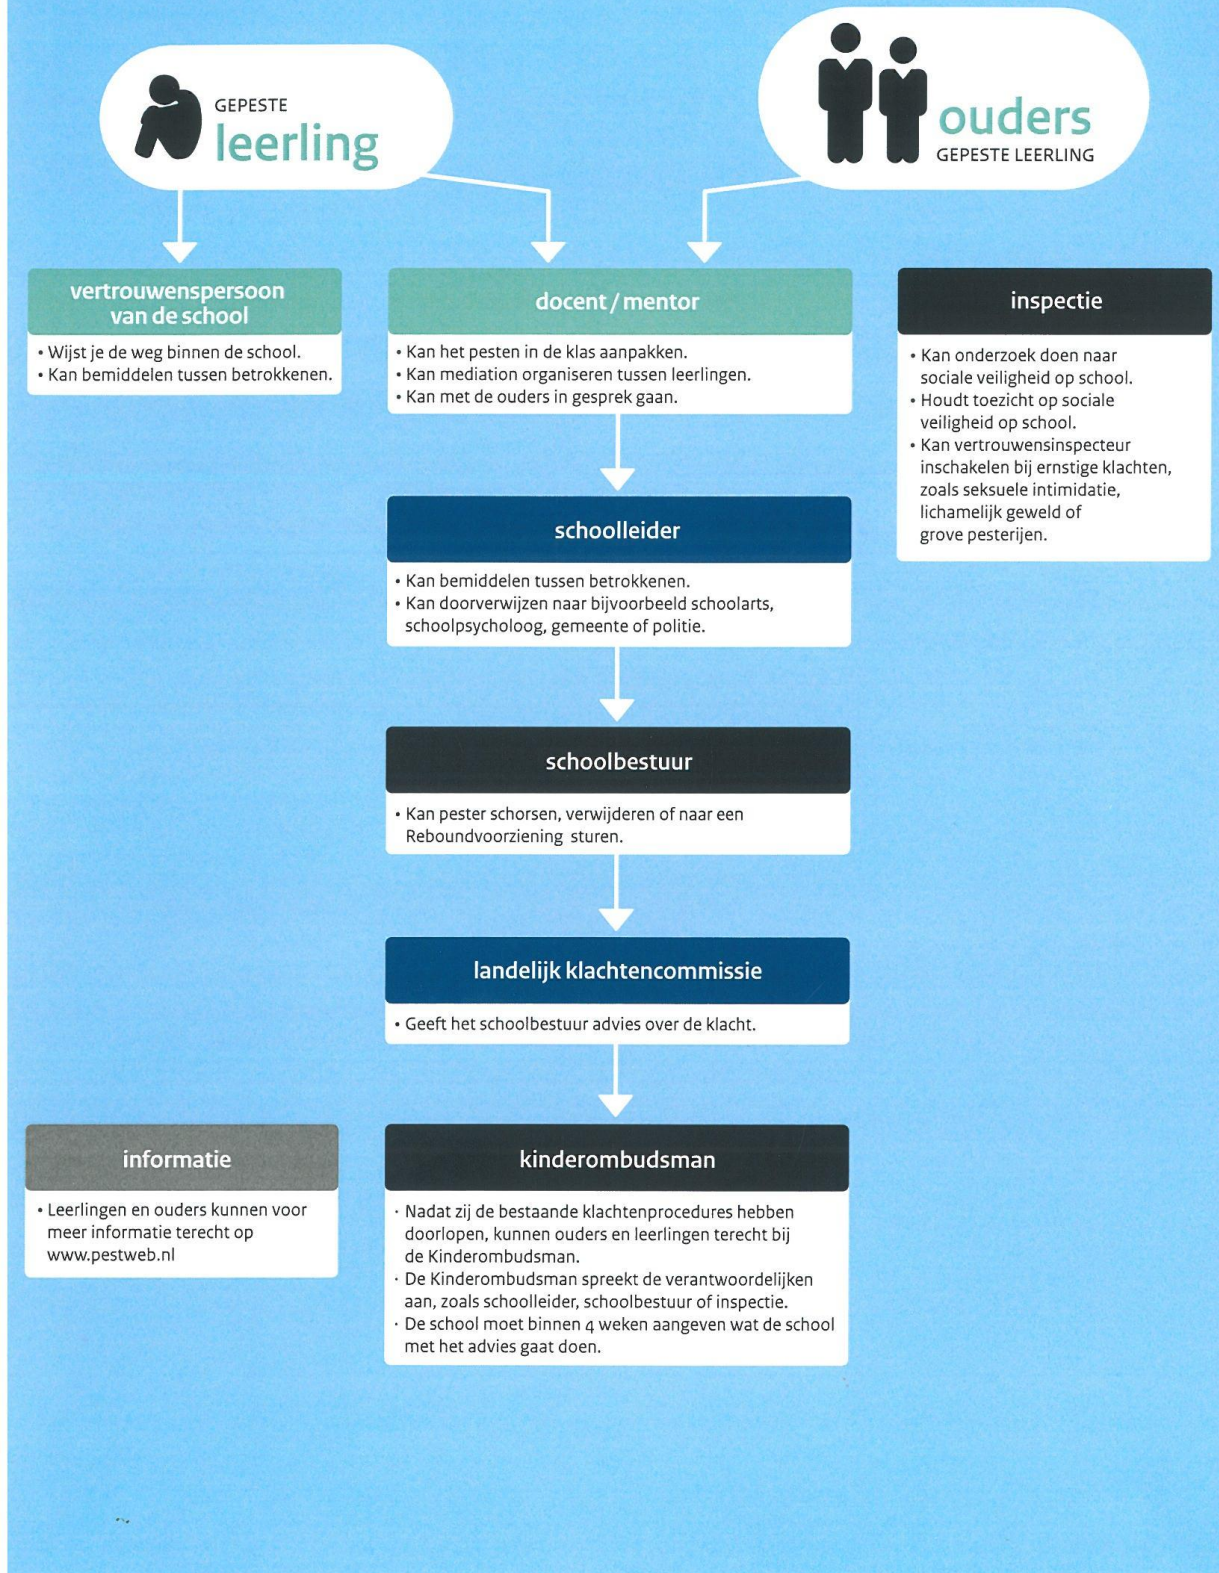 GEPESTE
leerling
ouders
GEPESTE LEERLING
vertrouwenspersoon
van de school
• Wijst je de weg binnen de school.
• Kan bemiddelen tussen betrokkenen.
docent / mentor
• Kan het pesten in de klas aanpakken.
• Kan mediation organiseren tussen leerlingen.
• Kan met de ouders in gesprek gaan.
inspectie
• Kan onderzoek doen naar
sociale veiligheid op school.
• Houdt toezicht op sociale
veiligheid op school.
• Kan vertrouwensinspecteur
inschakelen bij ernstige klachten,
zoals seksuele intimidatie,
lichamelijk geweld of
grove pesterijen.
schoolleider
• Kan bemiddelen tussen betrokkenen.
• Kan doorverwijzen naar bijvoorbeeld schoolarts,
schoolpsycholoog, gemeente of politie.
schoolbestuur
• Kan pester schorsen, verwijderen of naar een
Reboundvoorziening sturen.
landelijk klachtencommissie
• Geeft het schoolbestuur advies over de klacht.
informatie
• Leerlingen en ouders kunnen voor
meer informatie terecht op
www.pestweb.nl
kinderombudsman
· Nadat zij de bestaande klachtenprocedures hebben
doorlopen, kunnen ouders en leerlingen terecht bij
de Kinderombudsman.
· De Kinderombudsman spreekt de verantwoordelijken
aan, zoals schoolleider, schoolbestuur of inspectie.
· De school moet binnen 4 weken aangeven wat de school
met het advies gaat doen.